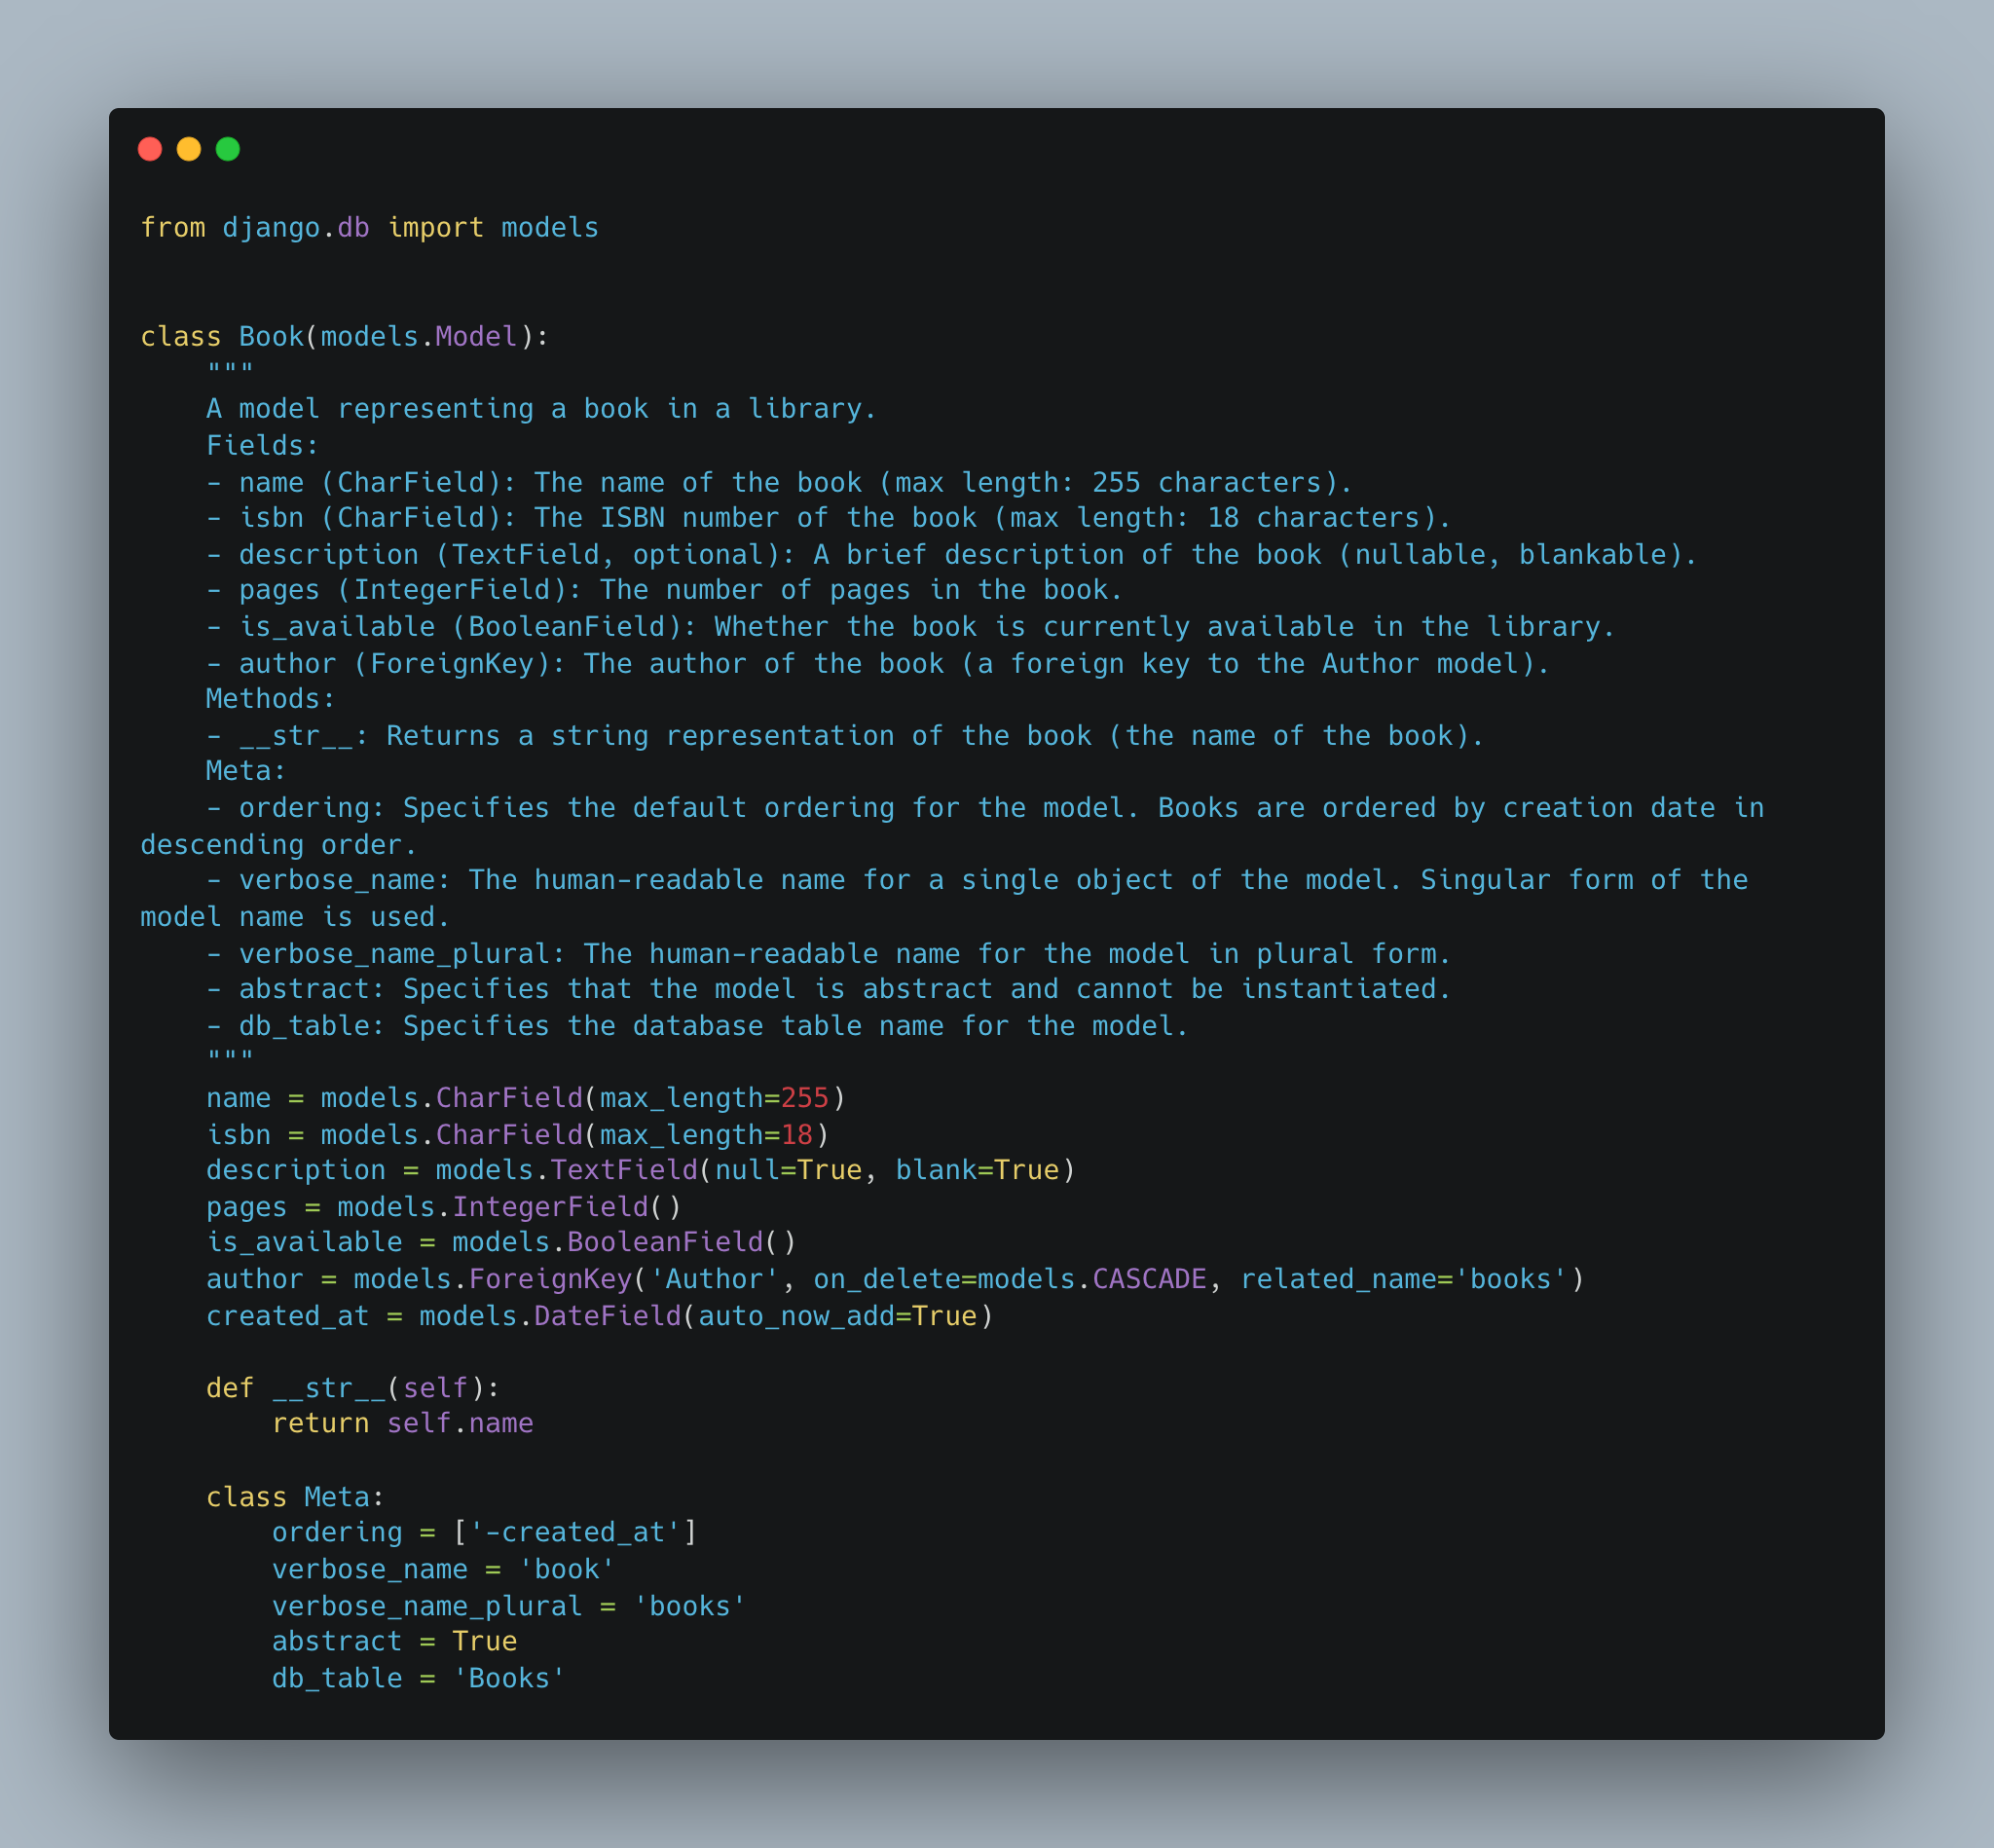 from django.db import models


class Book(models.Model):
    """
    A model representing a book in a library.
    Fields:
    - name (CharField): The name of the book (max length: 255 characters).
    - isbn (CharField): The ISBN number of the book (max length: 18 characters).
    - description (TextField, optional): A brief description of the book (nullable, blankable).
    - pages (IntegerField): The number of pages in the book.
    - is_available (BooleanField): Whether the book is currently available in the library.
    - author (ForeignKey): The author of the book (a foreign key to the Author model).
    Methods:
    - __str__: Returns a string representation of the book (the name of the book).
    Meta:
    - ordering: Specifies the default ordering for the model. Books are ordered by creation date in
descending order.
    - verbose_name: The human-readable name for a single object of the model. Singular form of the
model name is used.
    - verbose_name_plural: The human-readable name for the model in plural form.
    - abstract: Specifies that the model is abstract and cannot be instantiated.
    - db_table: Specifies the database table name for the model.
    """
    name = models.CharField(max_length=255)
    isbn = models.CharField(max_length=18)
    description = models.TextField(null=True, blank=True)
    pages = models.IntegerField()
    is_available = models.BooleanField()
    author = models.ForeignKey('Author', on_delete=models.CASCADE, related_name='books')
    created_at = models.DateField(auto_now_add=True)

    def __str__(self):
        return self.name

    class Meta:
        ordering = ['-created_at']
        verbose_name = 'book'
        verbose_name_plural = 'books'
        abstract = True
        db_table = 'Books'